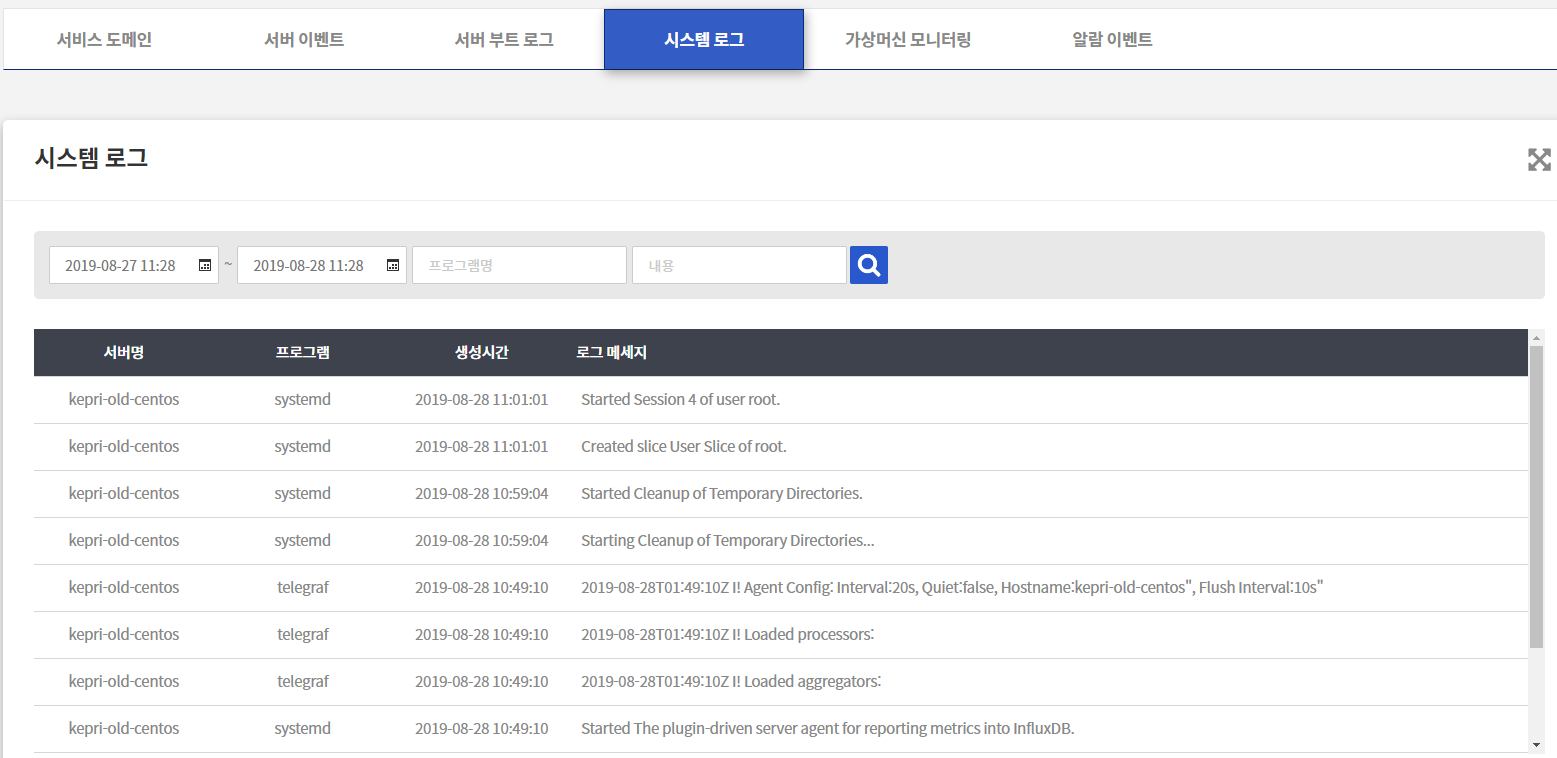 서비스 도메인 서버 이벤트 서버 부트 로그 시스템 로그 가상머신 모니터링 알람 이벤트
시스템 로그
2019-08-27 11:28 ~ 2019-08-28 11:28 프로그램명 내용
서버명 프로그램 생성시간 로그 메세지
kepri-old-centos systemd 2019-08-28 11:01:01 Started Session 4 of user root.
kepri-old-centos systemd 2019-08-28 11:01:01 Created slice User Slice of root.
kepri-old-centos systemd 2019-08-28 10:59:04 Started Cleanup of Temporary Directories.
kepri-old-centos systemd 2019-08-28 10:59:04 Starting Cleanup of Temporary Directories...
kepri-old-centos telegraf 2019-08-28 10:49:10 2019-08-28T01:49:10Z I! Agent Config: Interval:20s, Quiet:false, Hostname:kepri-old-centos", Flush Interval:10s"
kepri-old-centos telegraf 2019-08-28 10:49:10 2019-08-28T01:49:10Z I! Loaded processors:
kepri-old-centos telegraf 2019-08-28 10:49:10 2019-08-28T01:49:10Z I! Loaded aggregators:
kepri-old-centos systemd 2019-08-28 10:49:10 Started The plugin-driven server agent for reporting metrics into InfluxDB.